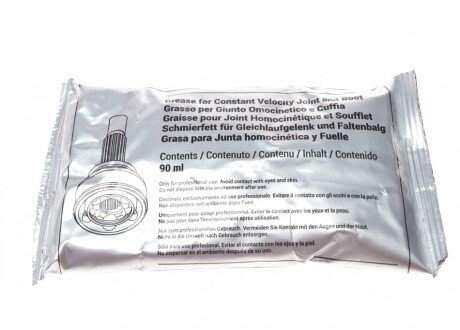 Grease for Constant Velocity Joint and Boot
Grasso per Giunto Omocinetico e Cuffia
Graisse pour Joint Homocinétique et Soufflet
Schmierfett für Gleichlaufgelenk und Faltenbalg
Grasa para Junta homocinética y Fuelle
Contents / Contenuto / Contenu / Inhalt / Contenido
90 ml
Only for professional use. Avoid contact with eyes and skin.
Do not dispose into the environment after use.
Destinato esclusivamente ad uso professionale. Evitare il contatto con gli occhi e con la pelle.
Non disperdere nell'ambiente dopo l'uso.
Uniquement pour usage professionnel. Eviter le contact avec les yeux et la peau.
Ne pas jeter dans l'environnement après utilisation.
Nur zum professionellen Gebrauch. Vermeiden Sie Kontakt mit den Augen und der Haut.
Nicht in die Umwelt nach Gebrauch entsorgen.
Sólo para uso profesional. Evitar el contacto con los ojos y la piel.
No dispersar en el ambiente después de su uso.